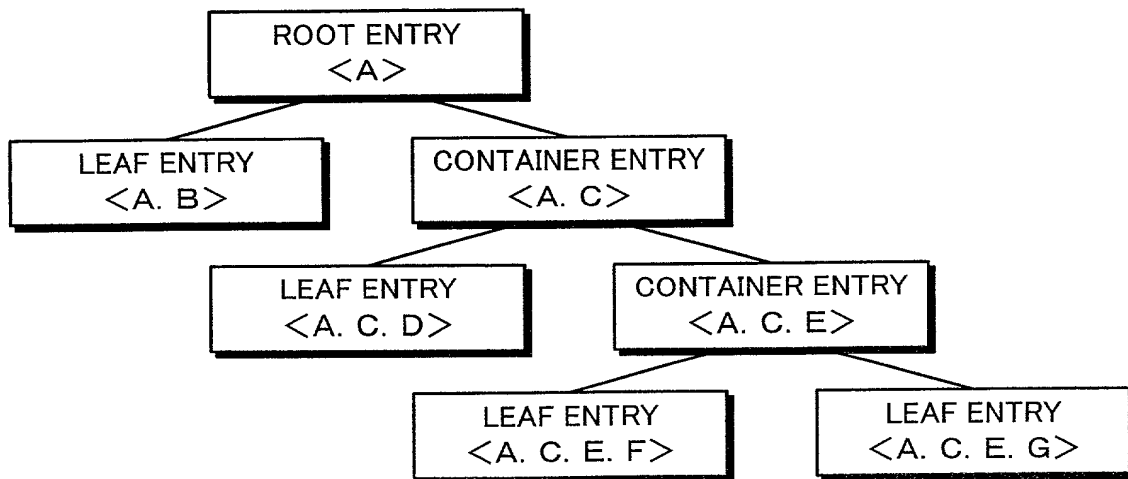 ROOT ENTRY
<A>
LEAF ENTRY
<A. B>
CONTAINER ENTRY
<A. C>
LEAF ENTRY
<A. C. D>
CONTAINER ENTRY
<A. C. E>
LEAF ENTRY
<A. C. E. F>
LEAF ENTRY
<A. C. E. G>